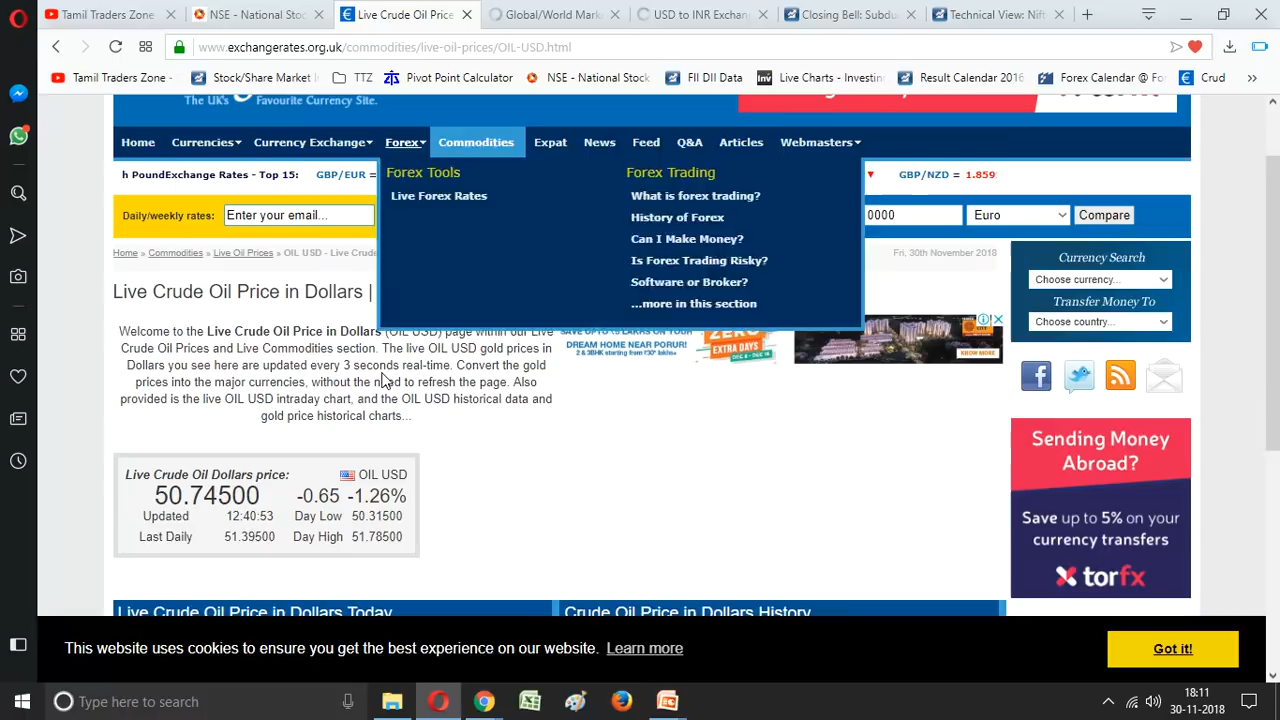 Tamil Traders Zone
NSE - National Stoc
Live Crude Oil Price
Global/World Mark
USD to INR Exchan
Closing Bell: Subdu
Technical View: Nift
www.exchangerates.org.uk/commodities/live-oil-prices/OIL-USD.html
Tamil Traders Zone -
Stock/Share Market I
TTZ
Pivot Point Calculator
NSE - National Stock
FII DII Data
Live Charts - Investin
Result Calendar 2016
Forex Calendar @ Fo
Crud
The UK's
Favourite Currency Site.
Home
Currencies
Currency Exchange
Forex
Commodities
Expat
News
Feed
Q&A
Articles
Webmasters
h PoundExchange Rates - Top 15:
GBP/EUR =
Forex Tools
Live Forex Rates
Forex Trading
What is forex trading?
History of Forex
Can I Make Money?
Is Forex Trading Risky?
Software or Broker?
...more in this section
GBP/NZD = 1.859
Daily/weekly rates:
Enter your email...
0000
Euro
Compare
Home » Commodities » Live Oil Prices » OIL USD - Live Crude
Fri, 30th November 2018
Live Crude Oil Price in Dollars |
Welcome to the Live Crude Oil Price in Dollars (OIL USD) page within our Live
Crude Oil Prices and Live Commodities section. The live OIL USD gold prices in
Dollars you see here are updated every 3 seconds real-time. Convert the gold
prices into the major currencies, without the need to refresh the page. Also
provided is the live OIL USD intraday chart, and the OIL USD historical data and
gold price historical charts...
DREAM HOME NEAR PORUR!
ZERO
EXTRA DAYS
KNOW MORE
Currency Search
Choose currency...
Transfer Money To
Choose country...
Live Crude Oil Dollars price:
OIL USD
50.74500
-0.65 -1.26%
Updated 12:40:53
Day Low 50.31500
Last Daily 51.39500
Day High 51.78500
Sending Money
Abroad?
Save up to 5% on your
currency transfers
torfx
Live Crude Oil Price in Dollars Today
Crude Oil Price in Dollars History
This website uses cookies to ensure you get the best experience on our website. Learn more
Got it!
Type here to search
18:11
30-11-2018